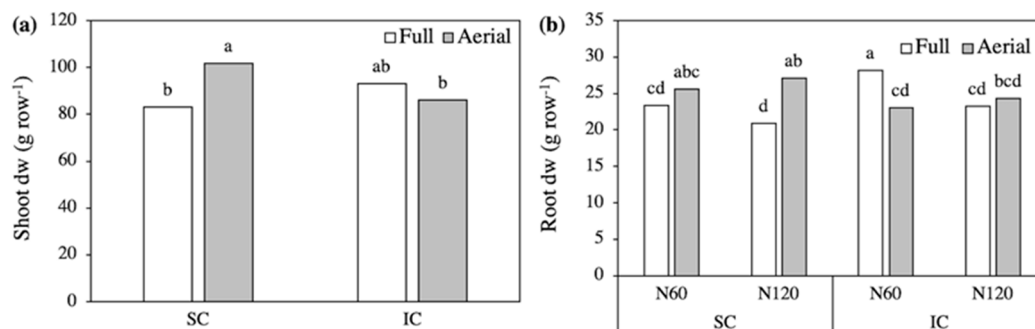 (a)
Shoot dw (g row⁻¹)
120
100
80
60
40
20
0
Full Aerial
b a ab b
SC IC
(b)
Root dw (g row⁻¹)
35
30
25
20
15
10
5
0
Full Aerial
cd abc d ab a cd cd bcd
N60 N120 N60 N120
SC IC